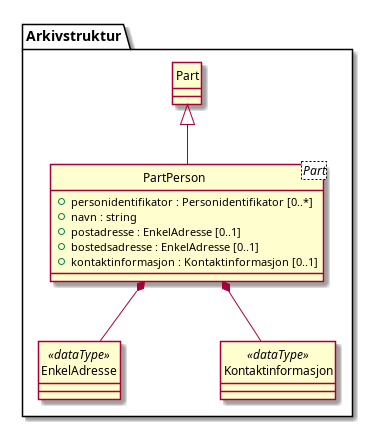 Arkivstruktur
Part
PartPerson
Part
personidentifikator : Personidentifikator [0..*]
navn : string
postadresse : EnkelAdresse [0..1]
bostedsadresse : EnkelAdresse [0..1]
kontaktinformasjon : Kontaktinformasjon [0..1]
«dataType»
EnkelAdresse
«dataType»
Kontaktinformasjon